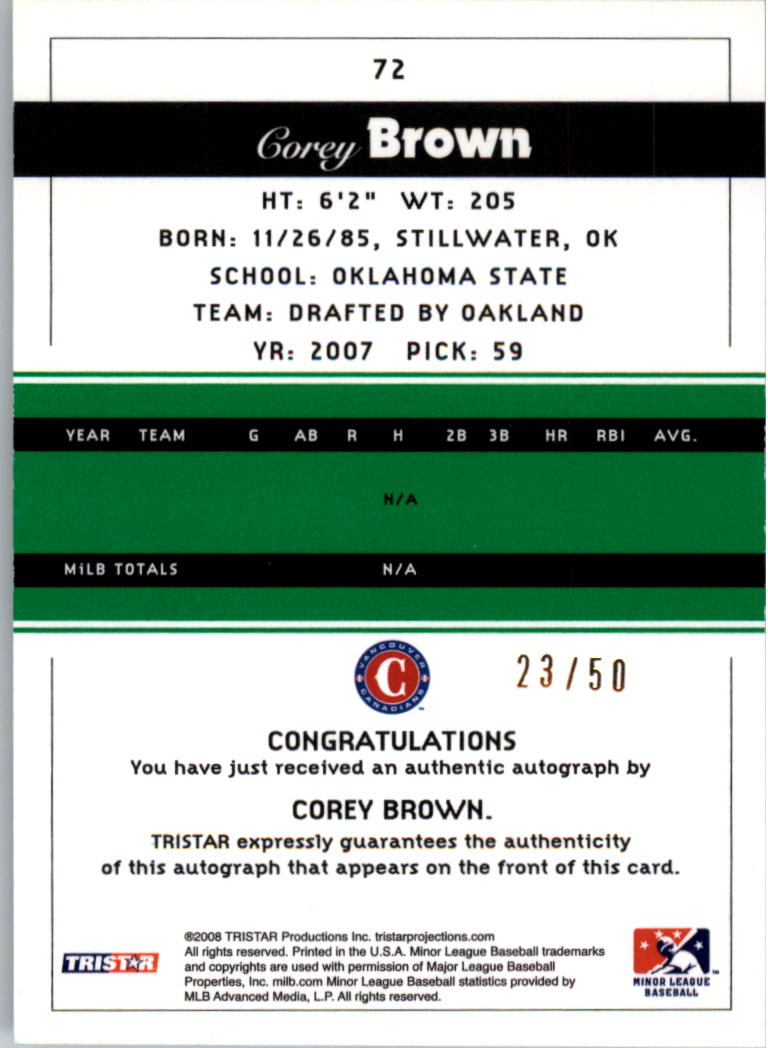 72
Corey Brown
HT: 6'2" WT: 205
BORN: 11/26/85, STILLWATER, OK
SCHOOL: OKLAHOMA STATE
TEAM: DRAFTED BY OAKLAND
YR: 2007 PICK: 59
YEAR TEAM G AB R H 2B 3B HR RBI AVG.
N/A
MiLB TOTALS N/A
VANCOUVER
C
CANADIANS
TM
23/50
CONGRATULATIONS
You have just received an authentic autograph by
COREY BROWN.
TRISTAR expressly guarantees the authenticity
of this autograph that appears on the front of this card.
®2008 TRISTAR Productions Inc. tristarprojections.com
All rights reserved. Printed in the U.S.A. Minor League Baseball trademarks
and copyrights are used with permission of Major League Baseball
Properties, Inc. milb.com Minor League Baseball statistics provided by
MLB Advanced Media, L.P. All rights reserved.
TRISTAR
MINOR LEAGUE
BASEBALL
TM